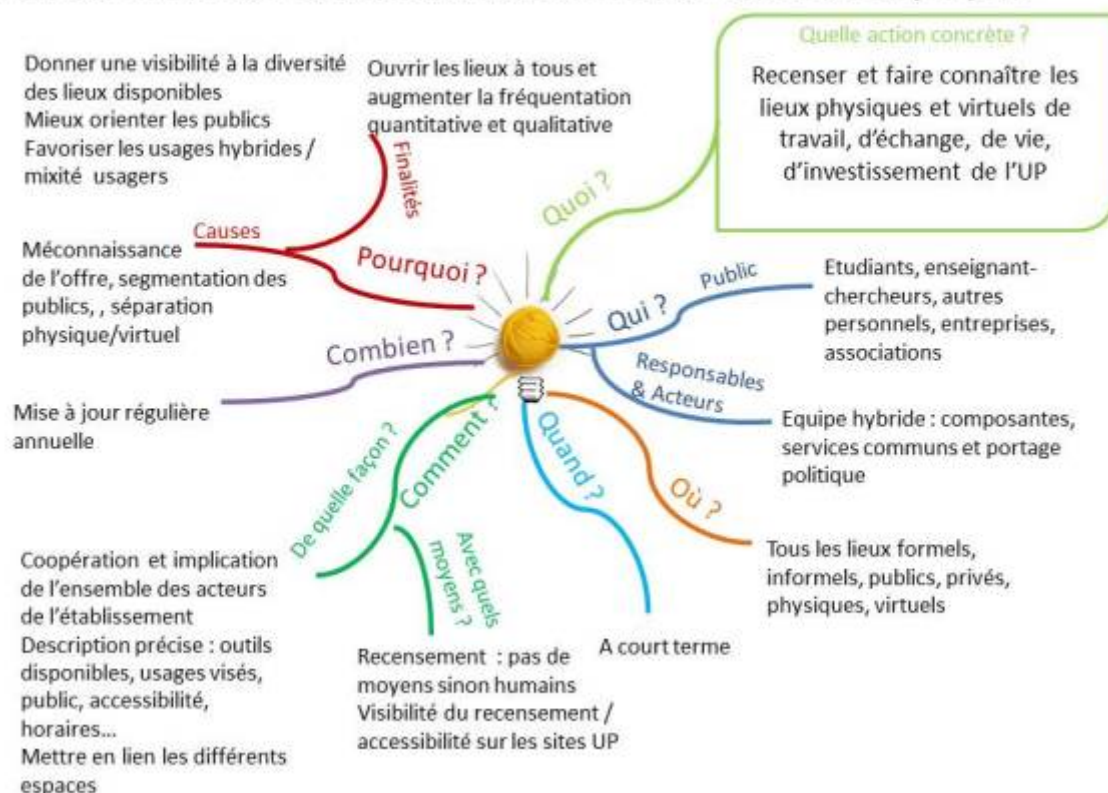 Quelle action concrète ?
Recenser et faire connaître les
lieux physiques et virtuels de
travail, d'échange, de vie,
d'investissement de l'UP
Quoi ?
Donner une visibilité à la diversité
des lieux disponibles
Mieux orienter les publics
Favoriser les usages hybrides /
mixité usagers
Ouvrir les lieux à tous et
augmenter la fréquentation
quantitative et qualitative
Finalités
Causes
Pourquoi ?
Méconnaissance
de l'offre, segmentation des
publics, , séparation
physique/virtuel
Qui ?
Public
Etudiants, enseignant-
chercheurs, autres
personnels, entreprises,
associations
Responsables
& Acteurs
Equipe hybride : composantes,
services communs et portage
politique
Combien ?
Mise à jour régulière
annuelle
Où ?
Tous les lieux formels,
informels, publics, privés,
physiques, virtuels
Quand ?
A court terme
Comment ?
De quelle façon ?
Coopération et implication
de l'ensemble des acteurs
de l'établissement
Description précise : outils
disponibles, usages visés,
public, accessibilité,
horaires...
Mettre en lien les différents
espaces
Avec quels
moyens ?
Recensement : pas de
moyens sinon humains
Visibilité du recensement /
accessibilité sur les sites UP